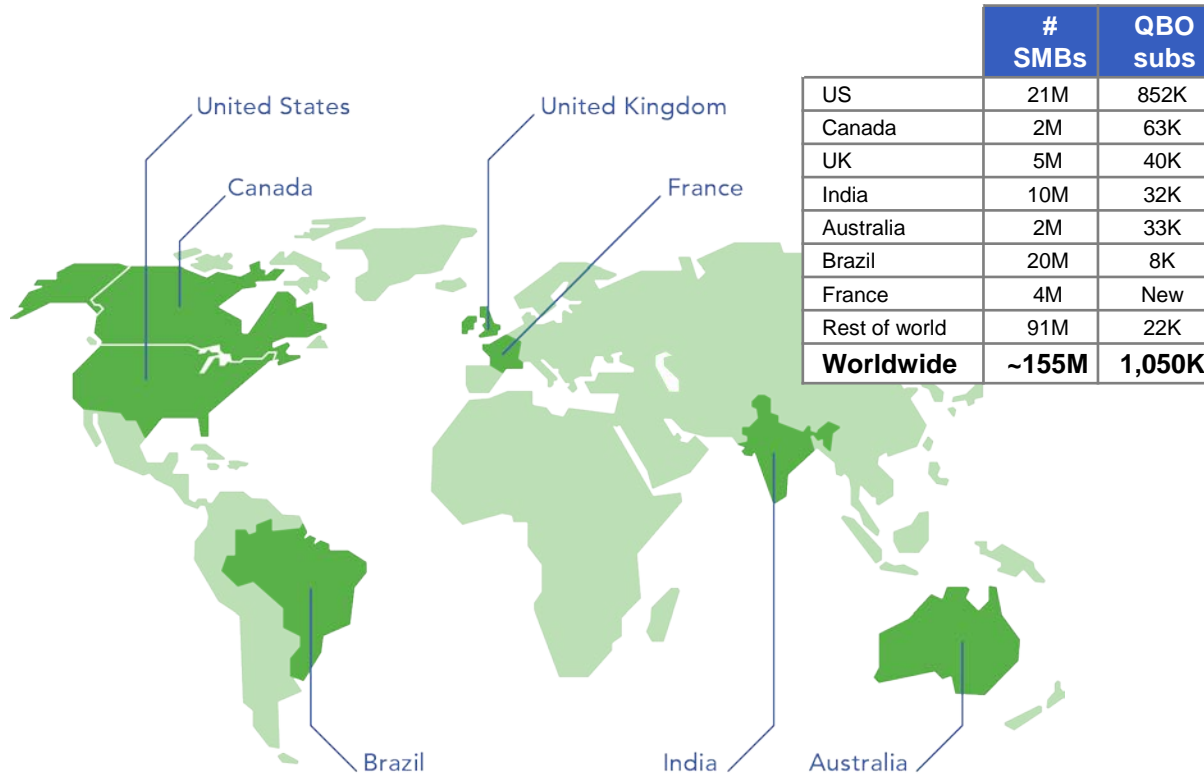 # SMBs QBO subs
US 21M 852K
Canada 2M 63K
UK 5M 40K
India 10M 32K
Australia 2M 33K
Brazil 20M 8K
France 4M New
Rest of world 91M 22K
Worldwide ~155M 1,050K
United States
United Kingdom
Canada
France
Brazil
India
Australia